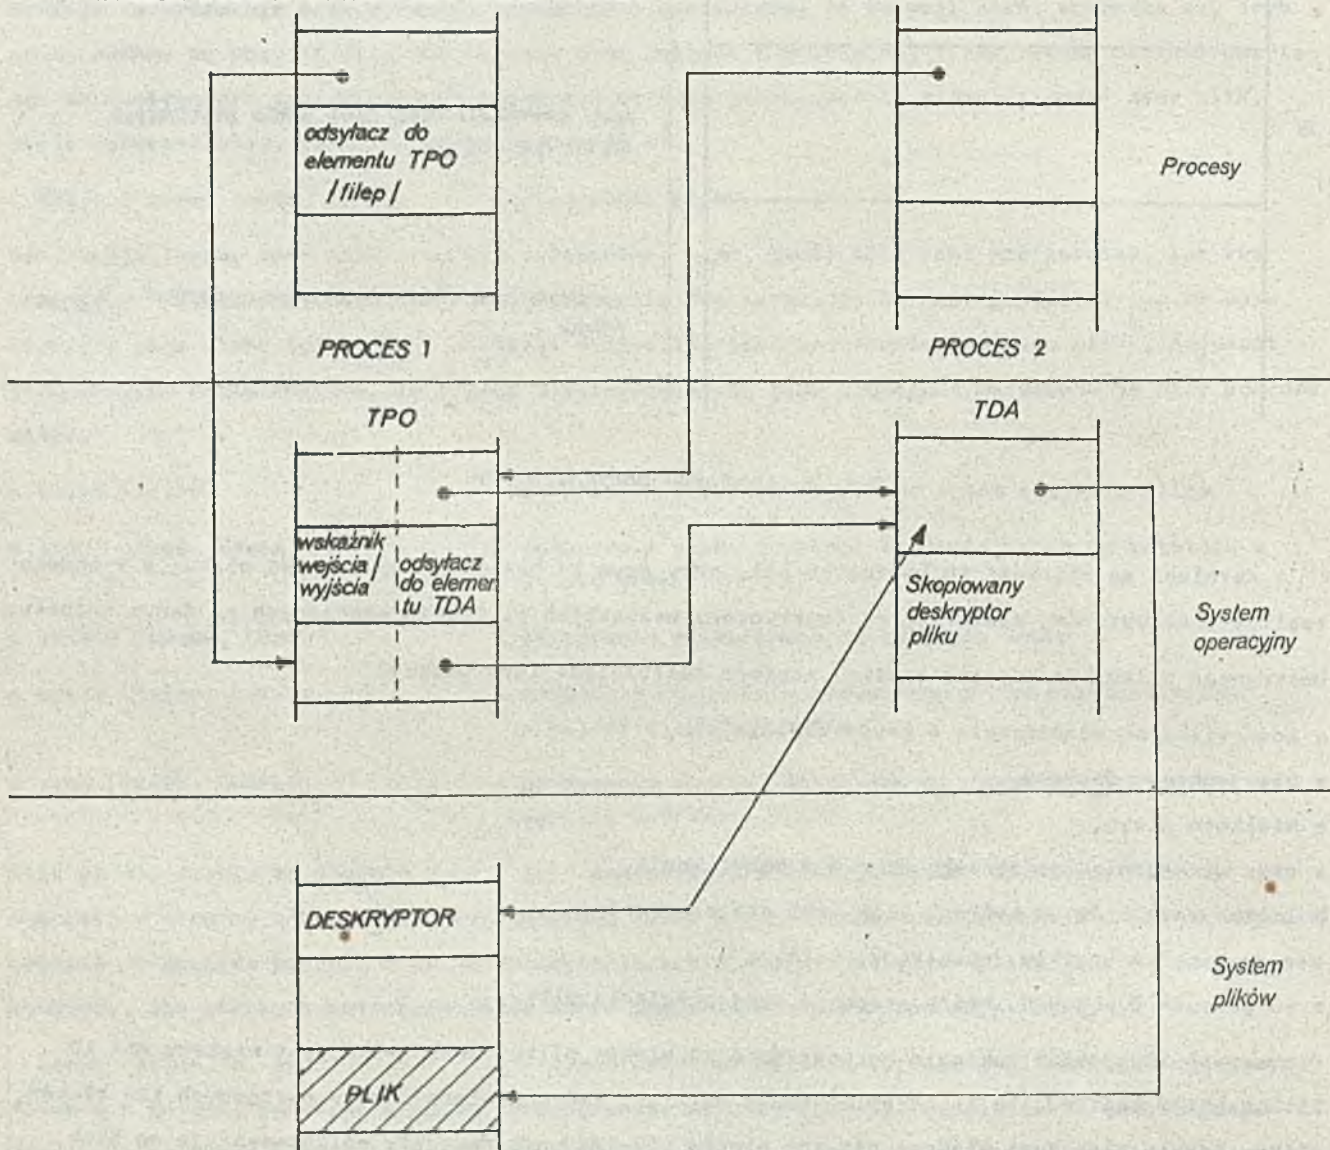 odsyłacz do
elementu TPO
/filep/
Procesy
PROCES 1
PROCES 2
TPO
TDA
wskaźnik
wejścia/
wyjścia
odsyłacz
do elemen
tu TDA
Skopiowany
deskryptor
pliku
System
operacyjny
DESKRYPTOR
System
plików
PLIK